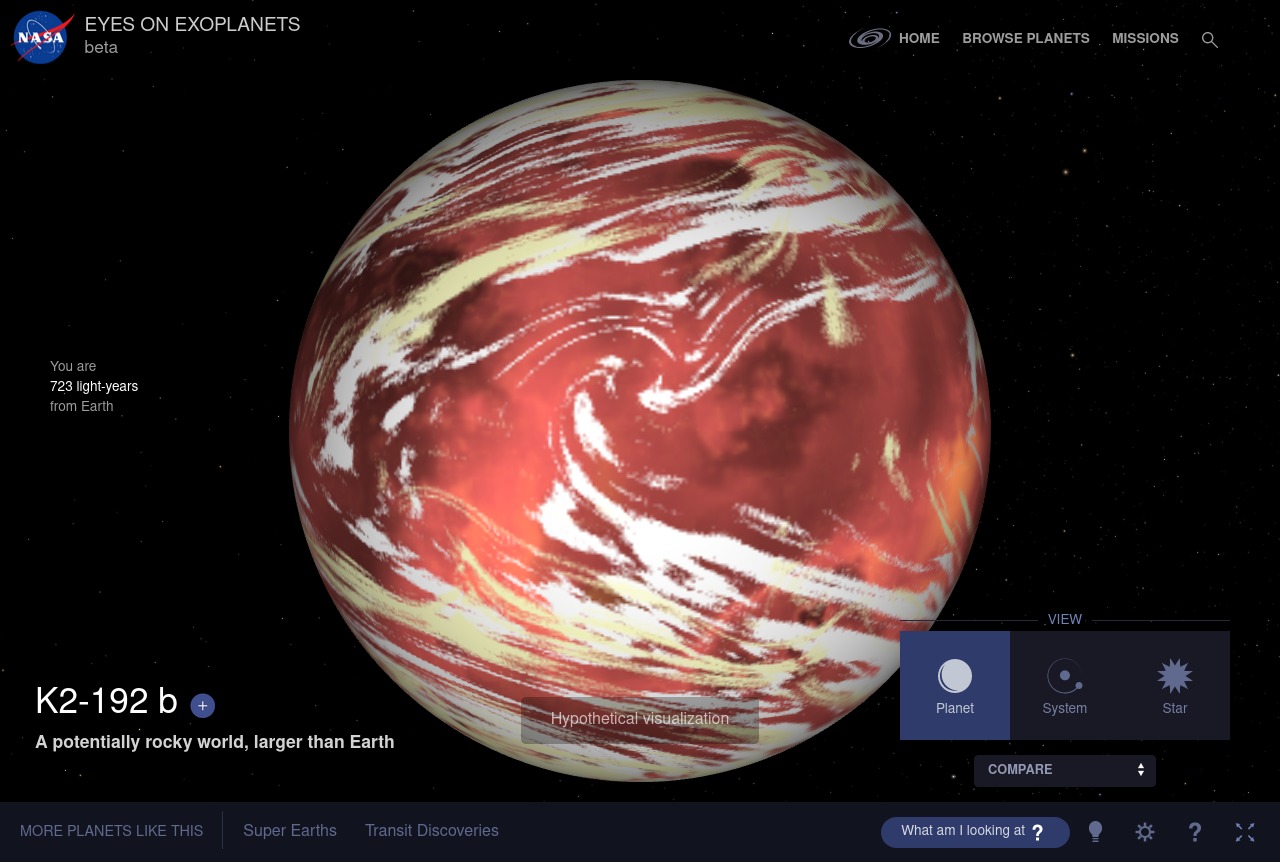 NASA
EYES ON EXOPLANETS
beta
HOME
BROWSE PLANETS
MISSIONS
You are
723 light-years
from Earth
VIEW
Planet
System
Star
K2-192 b +
A potentially rocky world, larger than Earth
Hypothetical visualization
COMPARE
MORE PLANETS LIKE THIS
Super Earths
Transit Discoveries
What am I looking at ?
?